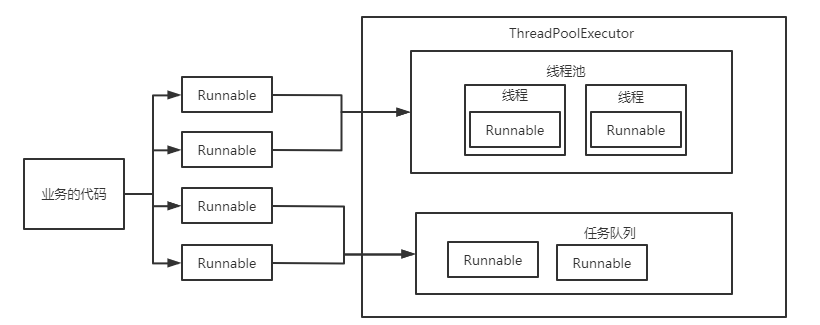 ThreadPoolExecutor
线程池
线程
线程
Runnable
Runnable
Runnable
Runnable
业务的代码
Runnable
Runnable
任务队列
Runnable
Runnable